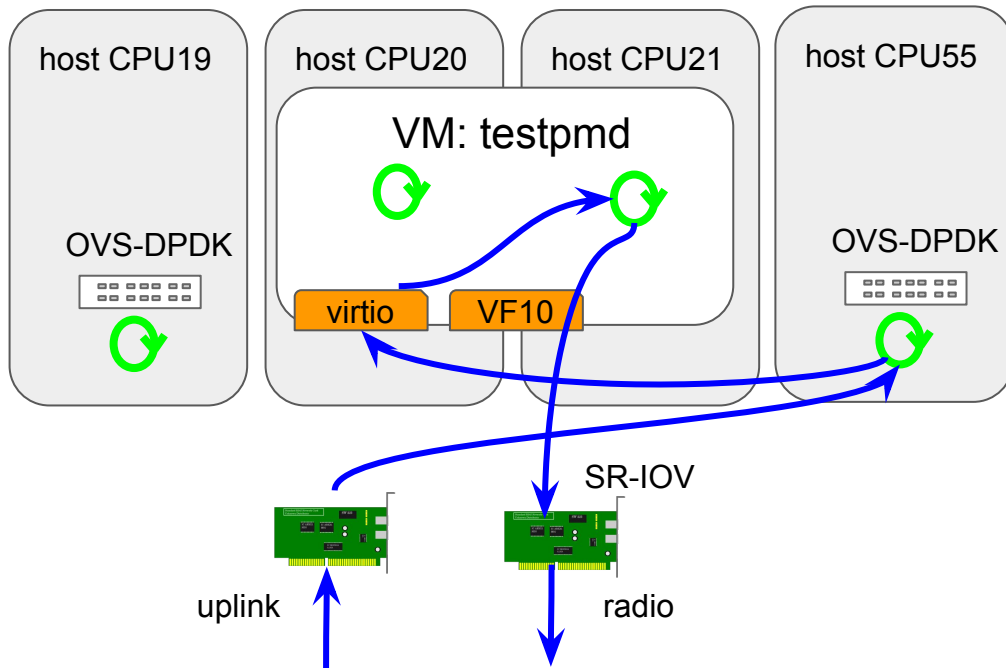 host CPU19
host CPU20
host CPU21
host CPU55
VM: testpmd
OVS-DPDK
OVS-DPDK
virtio
VF10
SR-IOV
uplink
radio